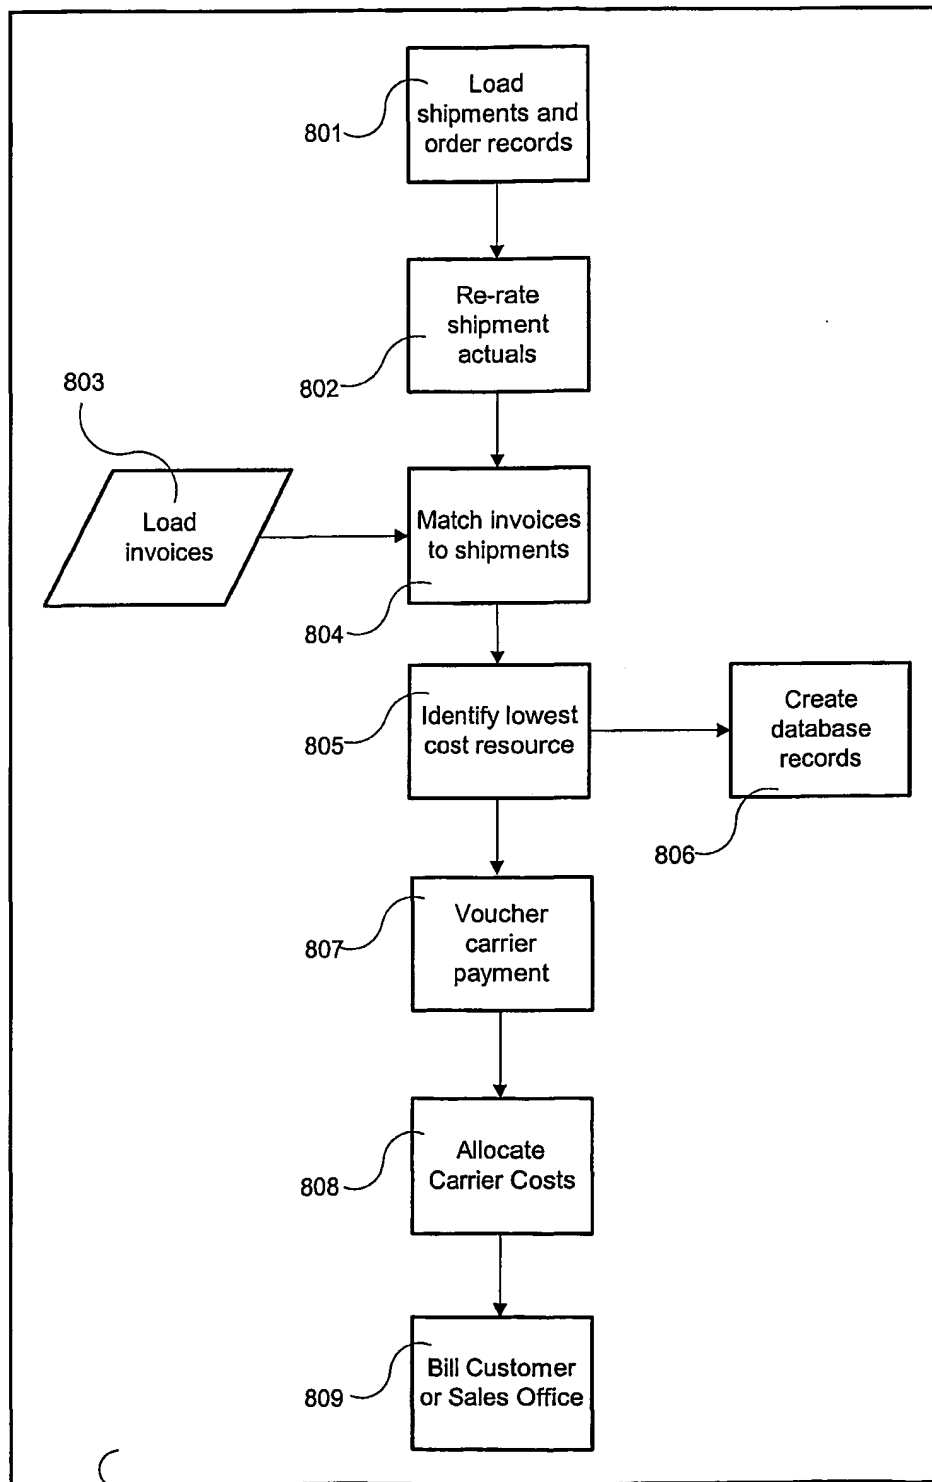 Load
shipments and
order records
801
Re-rate
shipment
actuals
802
803
Load
invoices
Match invoices
to shipments
804
Identify lowest
cost resource
805
Create
database
records
806
Voucher
carrier
payment
807
Allocate
Carrier Costs
808
Bill Customer
or Sales Office
809